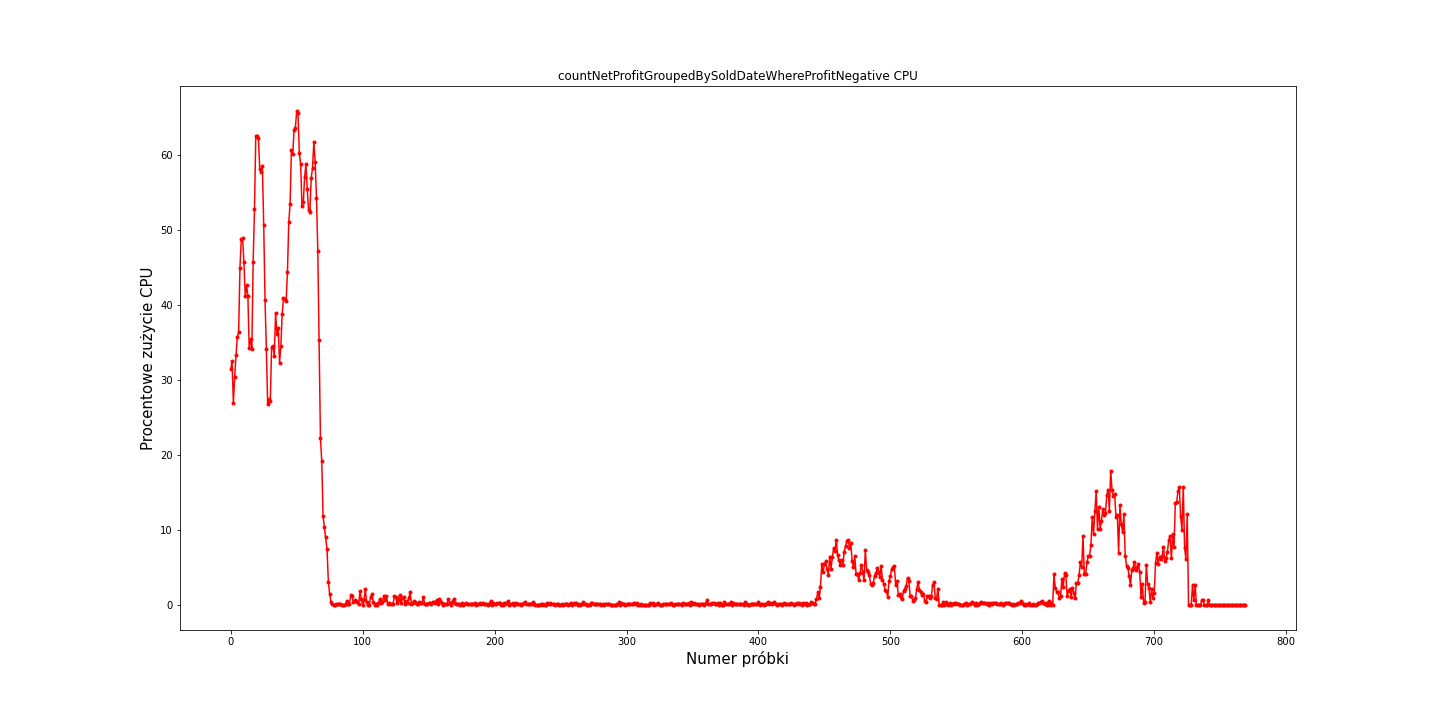 countNetProfitGroupedBySoldDateWhereProfitNegative CPU
Procentowe zużycie CPU
60
50
40
30
20
10
0
0 100 200 300 400 500 600 700 800
Numer próbki